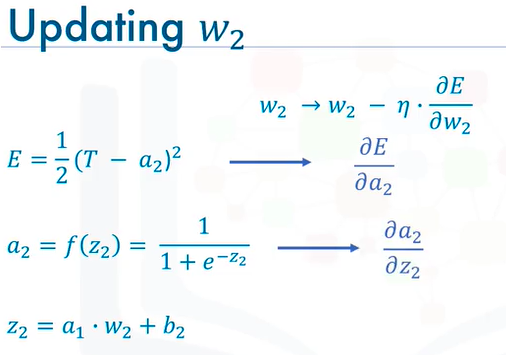 Updating w₂
w₂ → w₂ − η · ∂E/∂w₂
E = 1/2 (T − a₂)² → ∂E/∂a₂
a₂ = f(z₂) = 1/(1 + e^(−z₂)) → ∂a₂/∂z₂
z₂ = a₁ · w₂ + b₂